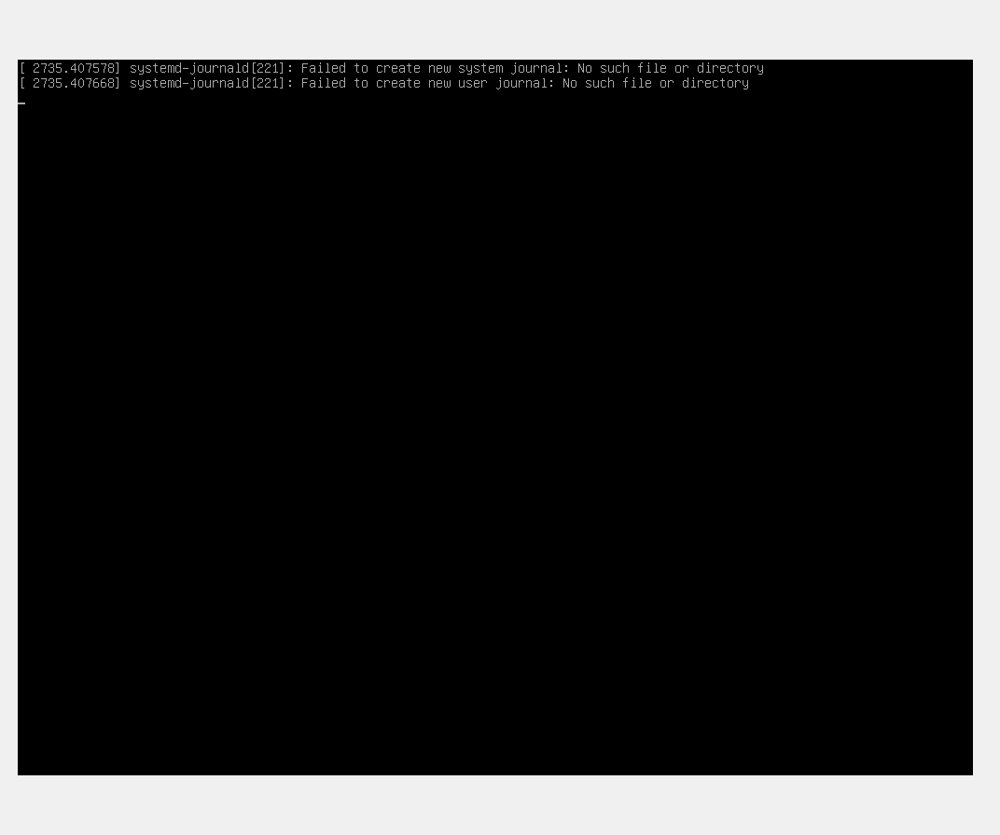 [ 2735.407578] systemd-journald[221]: Failed to create new system journal: No such file or directory
[ 2735.407668] systemd-journald[221]: Failed to create new user journal: No such file or directory